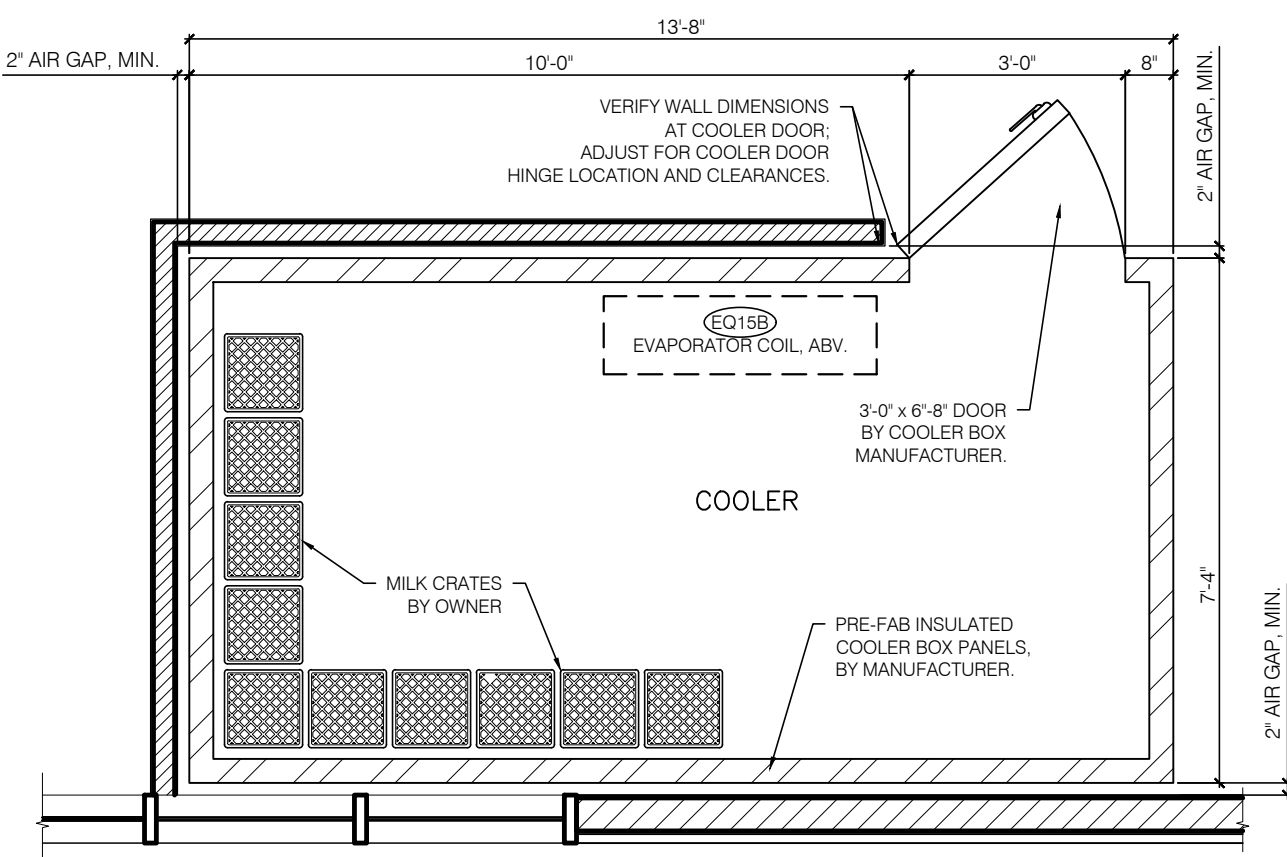 13'-8"
2" AIR GAP, MIN.
10'-0"
3'-0"
8"
2" AIR GAP, MIN.
VERIFY WALL DIMENSIONS
AT COOLER DOOR;
ADJUST FOR COOLER DOOR
HINGE LOCATION AND CLEARANCES.
EQ15B
EVAPORATOR COIL, ABV.
3'-0" x 6"-8" DOOR
BY COOLER BOX
MANUFACTURER.
COOLER
MILK CRATES
BY OWNER
7'-4"
PRE-FAB INSULATED
COOLER BOX PANELS,
BY MANUFACTURER.
2" AIR GAP, MIN.